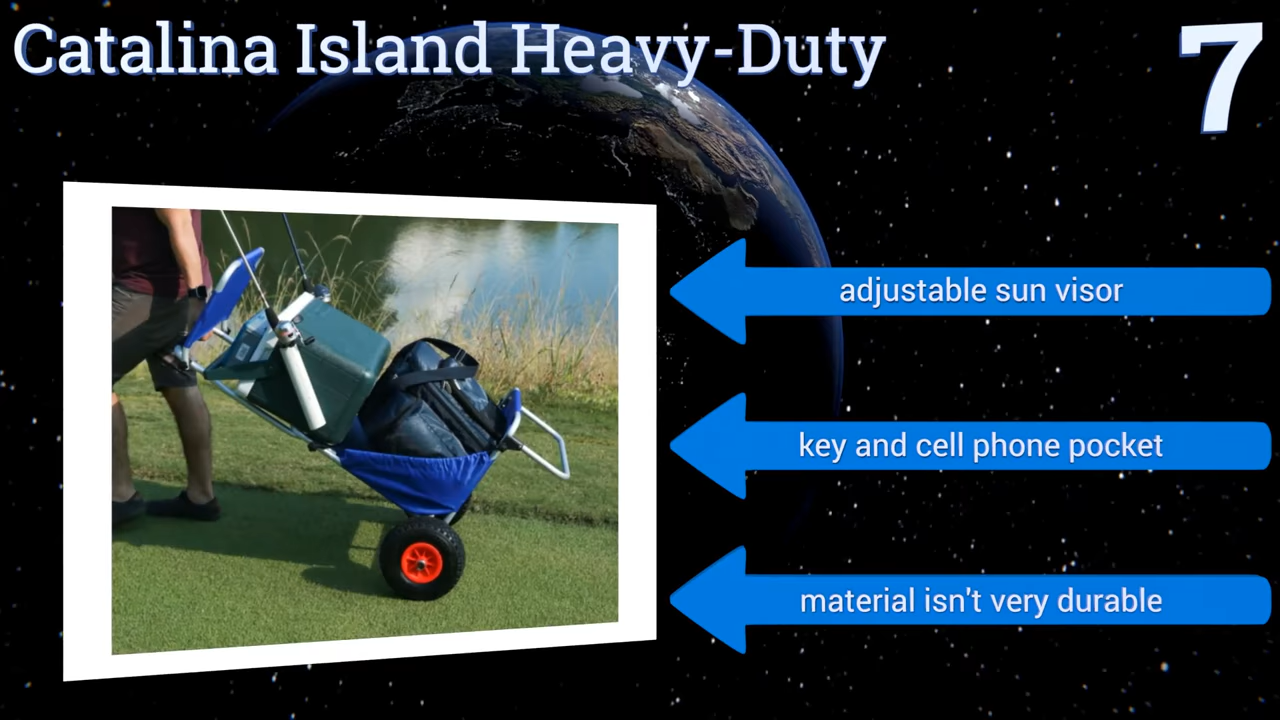 Catalina Island Heavy-Duty
7
adjustable sun visor
key and cell phone pocket
material isn't very durable